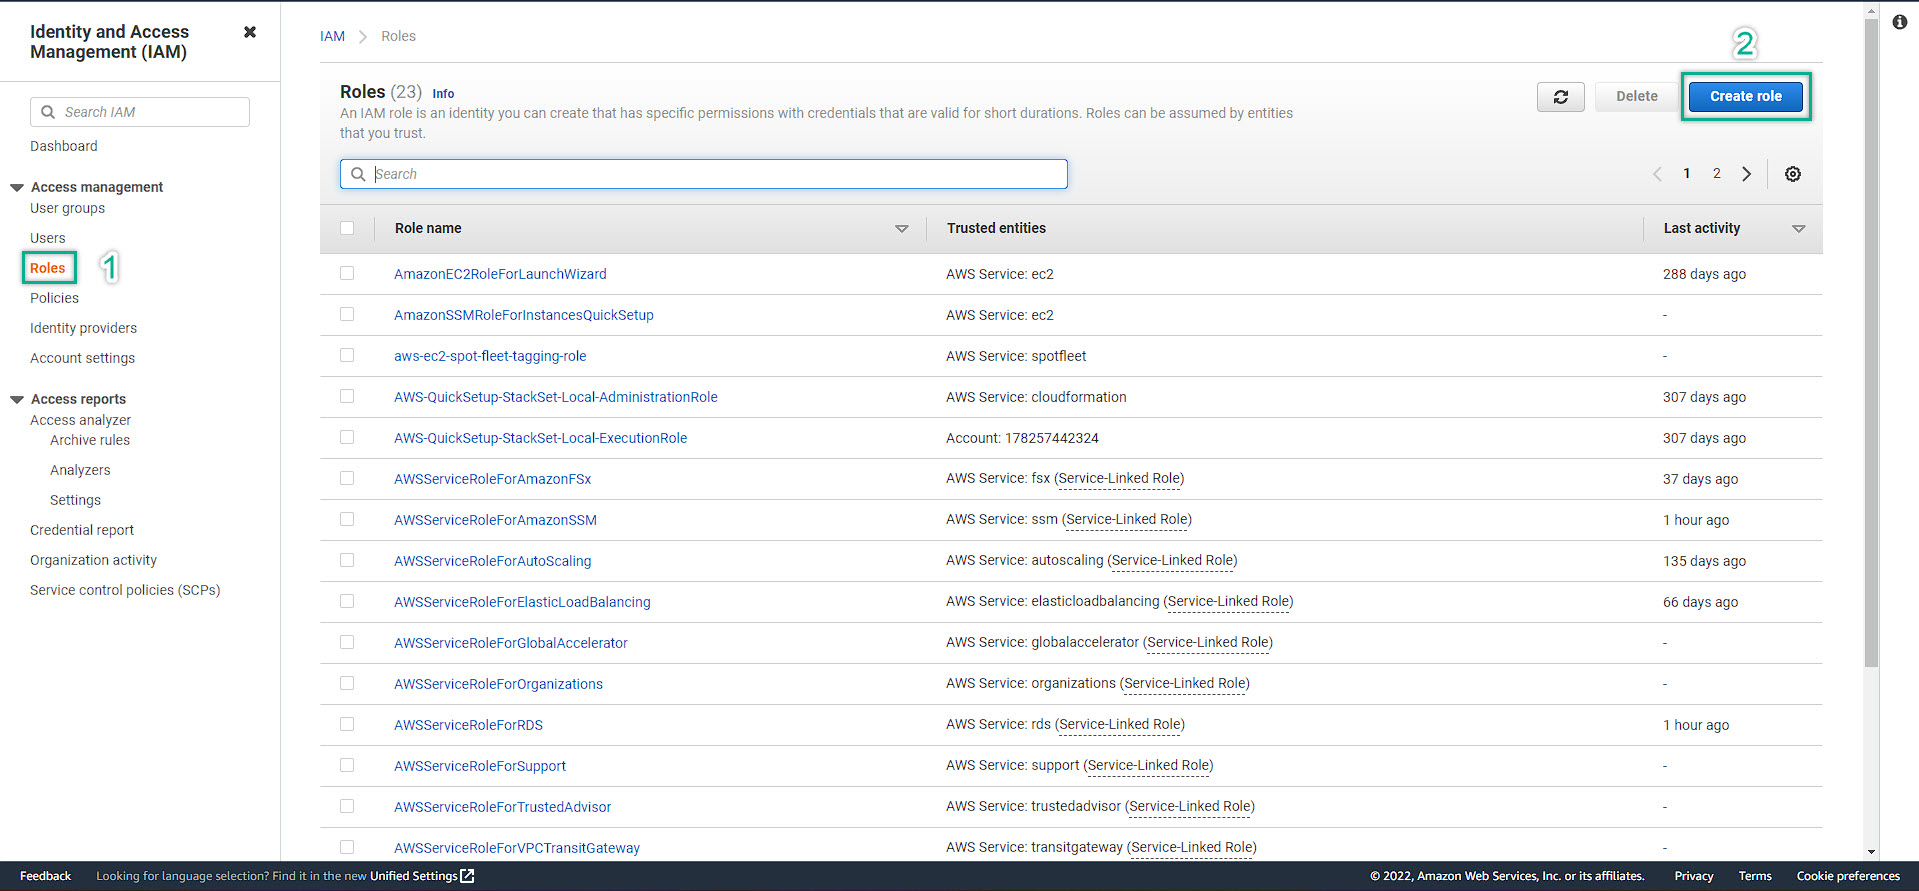 Identity and Access
Management (IAM)
Search IAM
Dashboard
Access management
User groups
Users
Roles
1
Policies
Identity providers
Account settings
Access reports
Access analyzer
Archive rules
Analyzers
Settings
Credential report
Organization activity
Service control policies (SCPs)
IAM Roles
2
Roles (23) Info
An IAM role is an identity you can create that has specific permissions with credentials that are valid for short durations. Roles can be assumed by entities
that you trust.
Delete Create role
Search
1 2
Role name Trusted entities Last activity
AmazonEC2RoleForLaunchWizard AWS Service: ec2 288 days ago
AmazonSSMRoleForInstancesQuickSetup AWS Service: ec2 -
aws-ec2-spot-fleet-tagging-role AWS Service: spotfleet -
AWS-QuickSetup-StackSet-Local-AdministrationRole AWS Service: cloudformation 307 days ago
AWS-QuickSetup-StackSet-Local-ExecutionRole Account: 178257442324 307 days ago
AWSServiceRoleForAmazonFSx AWS Service: fsx (Service-Linked Role) 37 days ago
AWSServiceRoleForAmazonSSM AWS Service: ssm (Service-Linked Role) 1 hour ago
AWSServiceRoleForAutoScaling AWS Service: autoscaling (Service-Linked Role) 135 days ago
AWSServiceRoleForElasticLoadBalancing AWS Service: elasticloadbalancing (Service-Linked Role) 66 days ago
AWSServiceRoleForGlobalAccelerator AWS Service: globalaccelerator (Service-Linked Role) -
AWSServiceRoleForOrganizations AWS Service: organizations (Service-Linked Role) -
AWSServiceRoleForRDS AWS Service: rds (Service-Linked Role) 1 hour ago
AWSServiceRoleForSupport AWS Service: support (Service-Linked Role) -
AWSServiceRoleForTrustedAdvisor AWS Service: trustedadvisor (Service-Linked Role) -
AWSServiceRoleForVPCTransitGateway AWS Service: transitgateway (Service-Linked Role) -
Feedback Looking for language selection? Find it in the new Unified Settings © 2022, Amazon Web Services, Inc. or its affiliates. Privacy Terms Cookie preferences